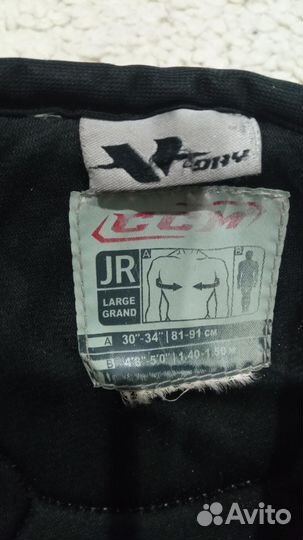 DRY
CCM
JR
LARGE
GRAND
A
B
A 30"-34" | 81-91 CM
B 4'8"-5'0" | 1.40-1.50 M
Avito